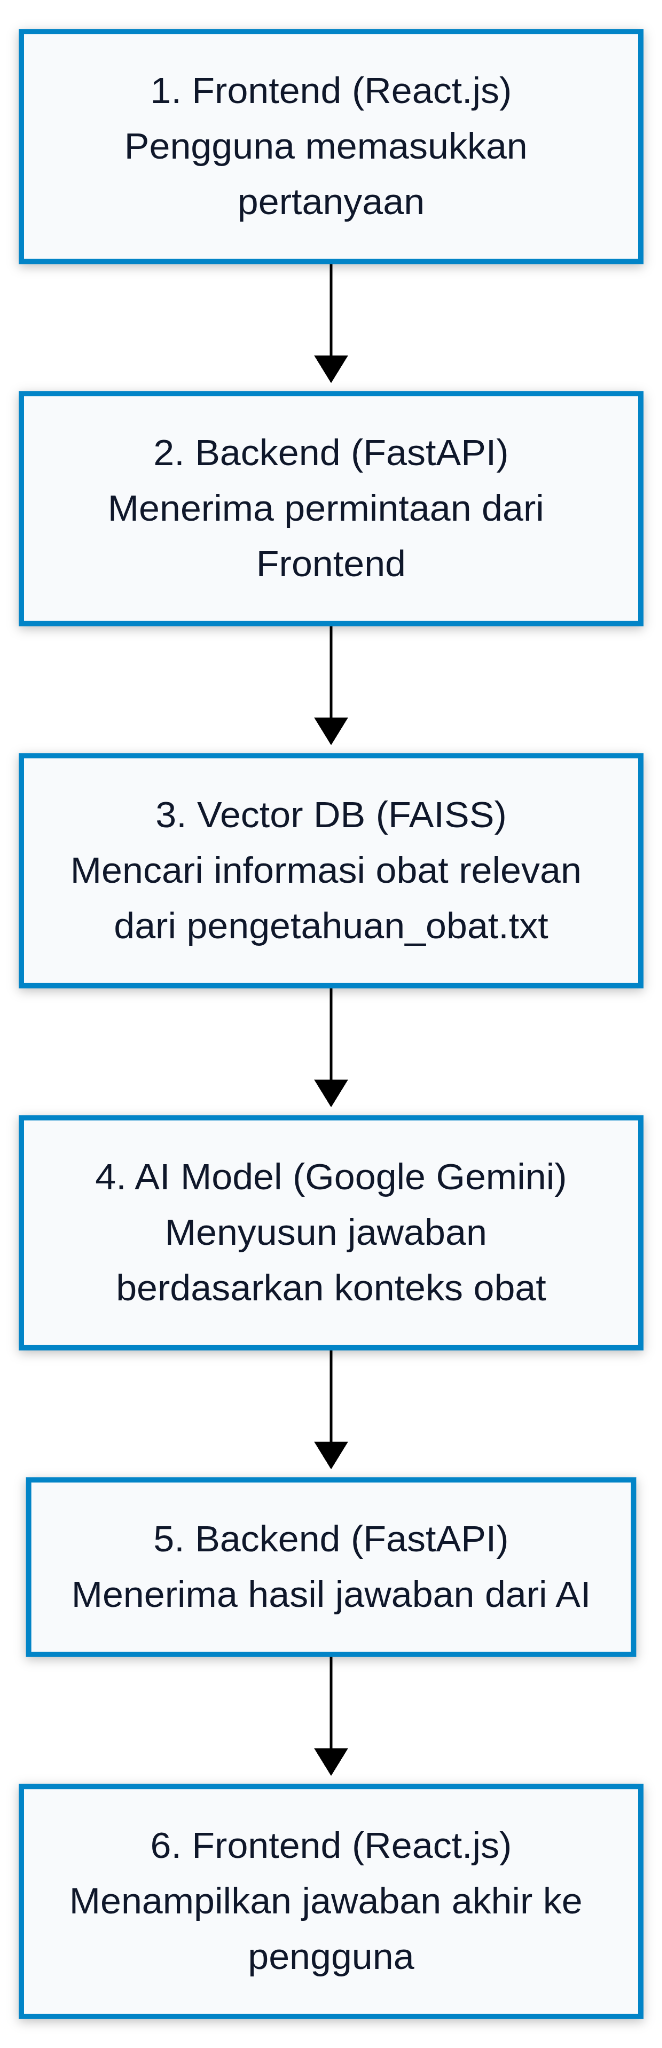 1. Frontend (React.js)
Pengguna memasukkan
pertanyaan
2. Backend (FastAPI)
Menerima permintaan dari
Frontend
3. Vector DB (FAISS)
Mencari informasi obat relevan
dari pengetahuan_obat.txt
4. AI Model (Google Gemini)
Menyusun jawaban
berdasarkan konteks obat
5. Backend (FastAPI)
Menerima hasil jawaban dari AI
6. Frontend (React.js)
Menampilkan jawaban akhir ke
pengguna